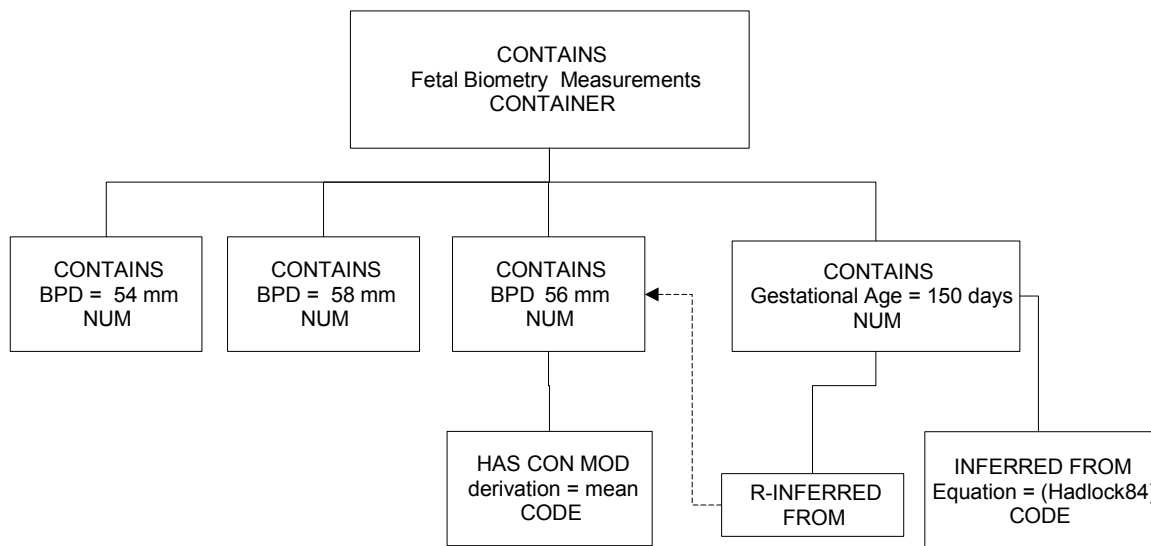 CONTAINS
Fetal Biometry Measurements
CONTAINER
CONTAINS
BPD = 54 mm
NUM
CONTAINS
BPD = 58 mm
NUM
CONTAINS
BPD 56 mm
NUM
CONTAINS
Gestational Age = 150 days
NUM
HAS CON MOD
derivation = mean
CODE
R-INFERRED
FROM
INFERRED FROM
Equation = (Hadlock84)
CODE